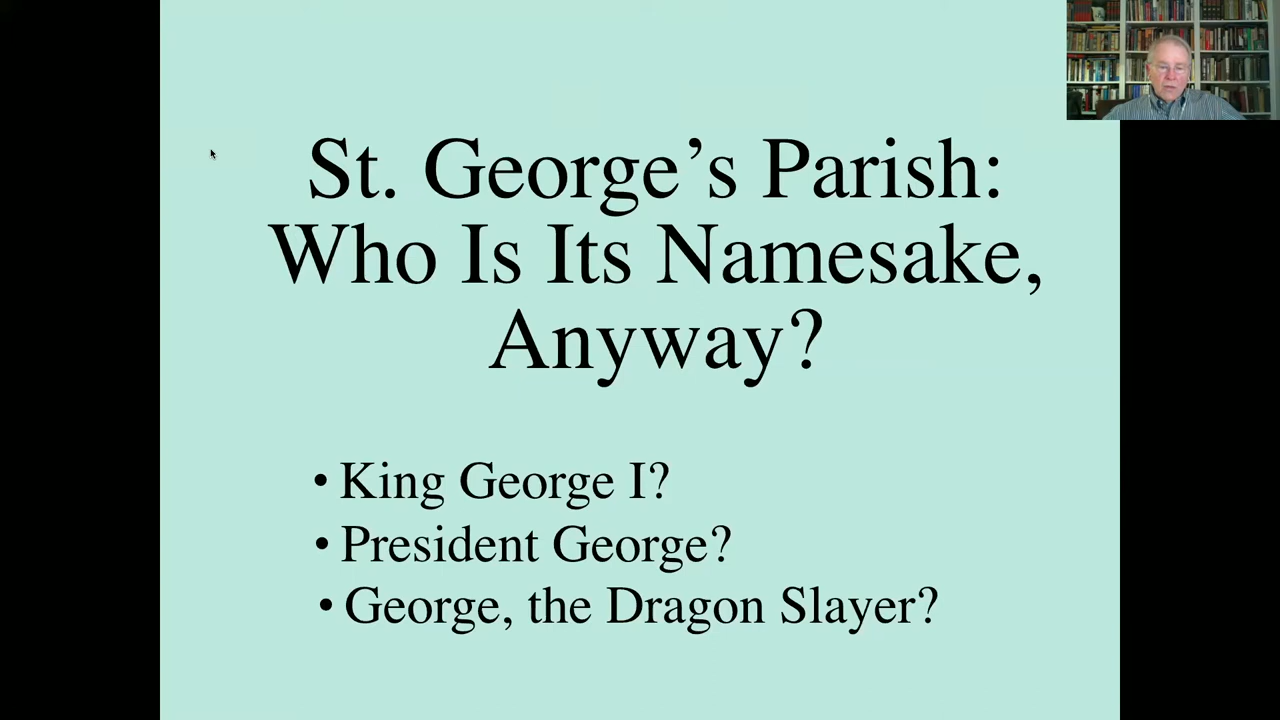 St. George’s Parish:
Who Is Its Namesake,
Anyway?
• King George I?
• President George?
• George, the Dragon Slayer?